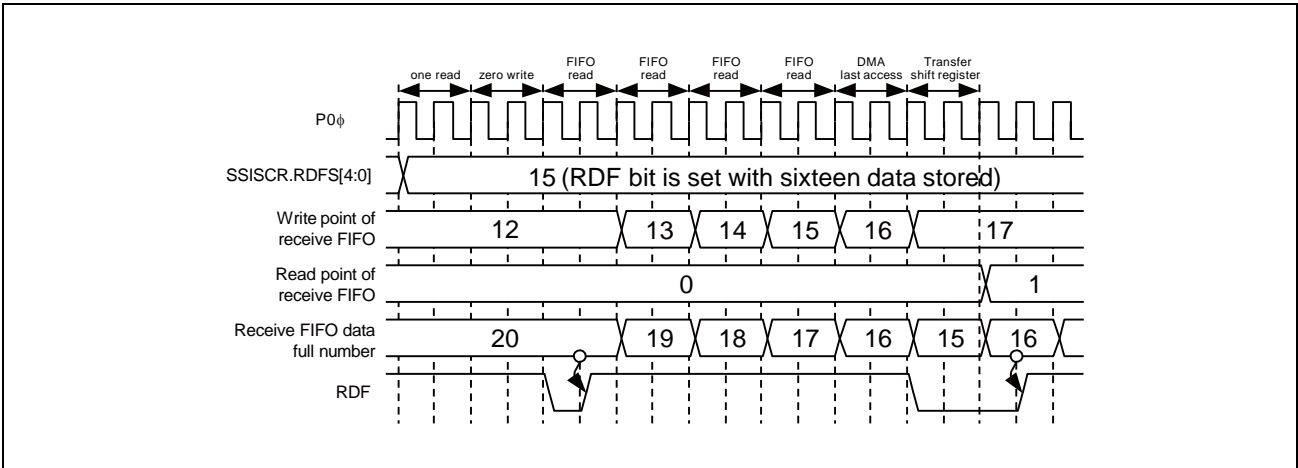 FIFO FIFO FIFO FIFO DMA Transfer
one read zero write read read read read last access shift register
P0ϕ
SSISCR.RDFS[4:0] 15 (RDF bit is set with sixteen data stored)
Write point of
receive FIFO 12 13 14 15 16 17
Read point of
receive FIFO 0 1
Receive FIFO data
full number 20 19 18 17 16 15 16
RDF